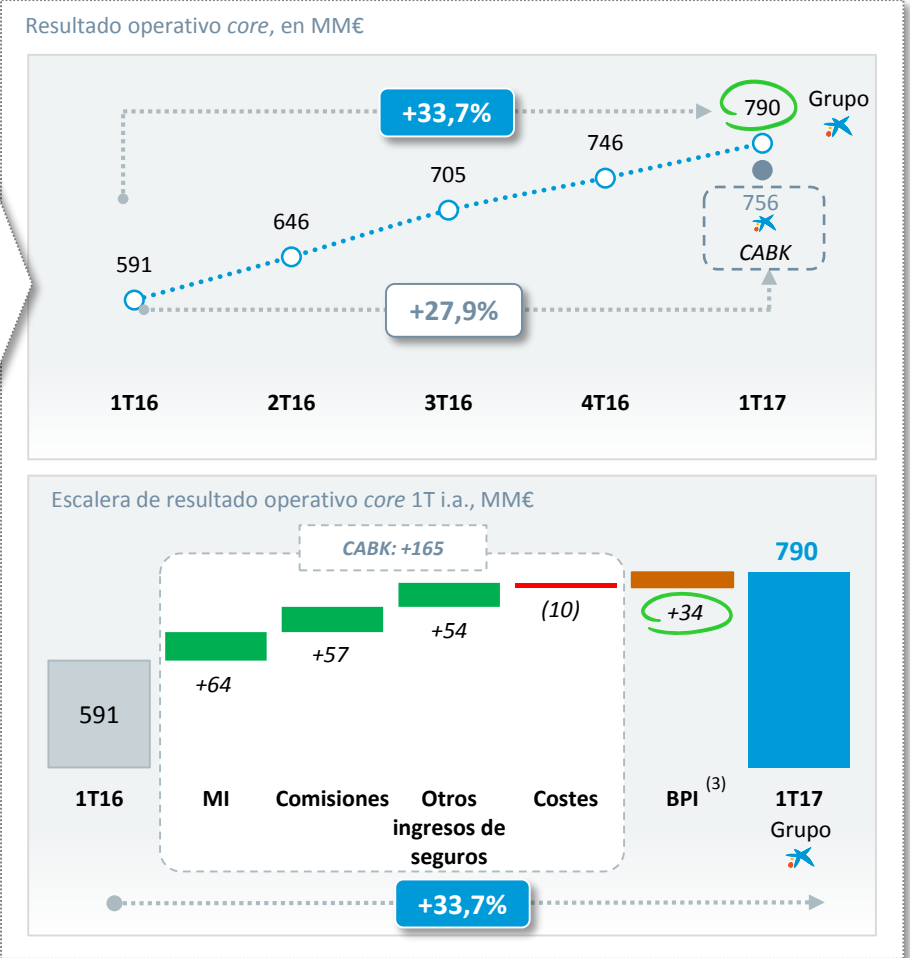 Resultado operativo core, en MM€
+33,7%
790
Grupo
746
705
646
591
756
CABK
+27,9%
1T16
2T16
3T16
4T16
1T17
Escalera de resultado operativo core 1T i.a., MM€
CABK: +165
790
591
+64
+57
+54
(10)
+34
1T16
MI
Comisiones
Otros
ingresos de
seguros
Costes
BPI (3)
1T17
Grupo
+33,7%